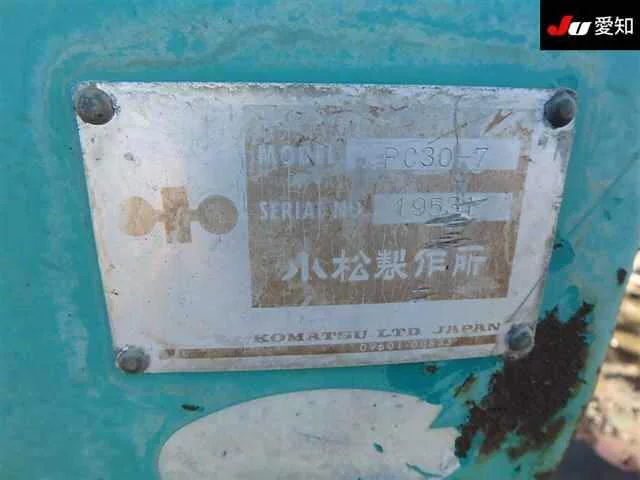 Ju 愛知
MODEL PC30-7
SERIAL NO.
小松製作所
KOMATSU LTD JAPAN